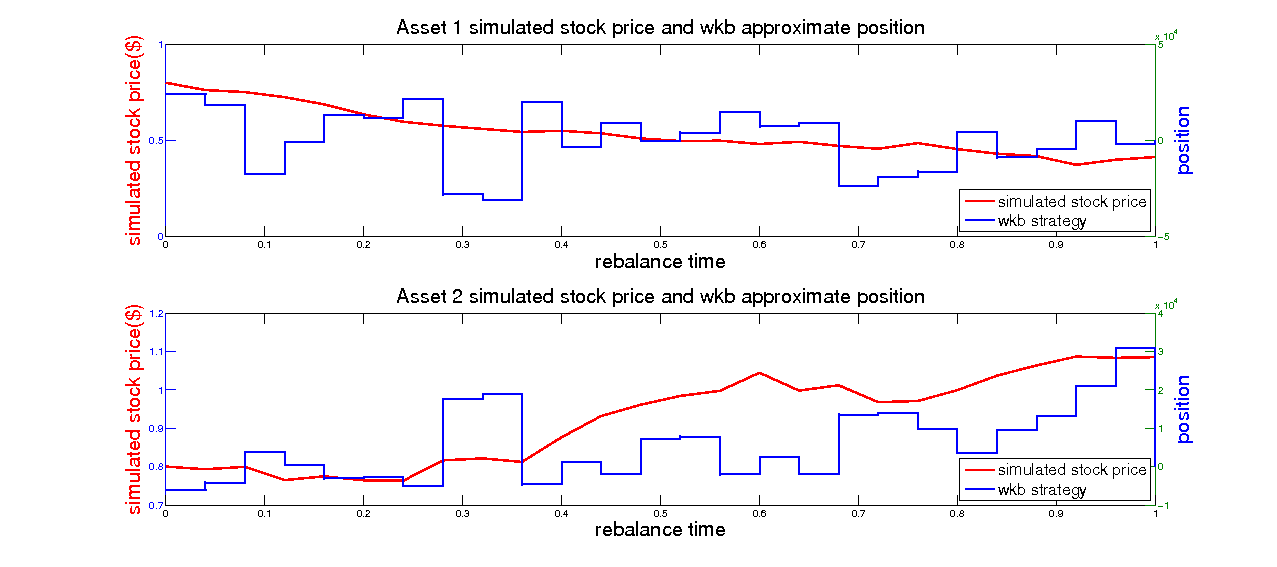 Asset 1 simulated stock price and wkb approximate position
x 10^4
simulated stock price($)
1
0.5
0
5
0
-5
position
simulated stock price
wkb strategy
0 0.1 0.2 0.3 0.4 0.5 0.6 0.7 0.8 0.9 1
rebalance time
Asset 2 simulated stock price and wkb approximate position
x 10^4
simulated stock price($)
1.2
1.1
1
0.9
0.8
0.7
4
3
2
1
0
-1
position
simulated stock price
wkb strategy
0 0.1 0.2 0.3 0.4 0.5 0.6 0.7 0.8 0.9 1
rebalance time